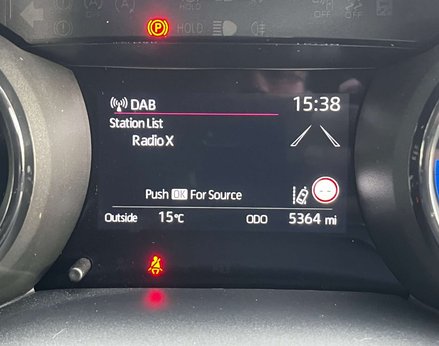 (P) HOLD
DAB 15:38
Station List
Radio X
Push OK For Source
Outside 15°C ODO 5364 mi